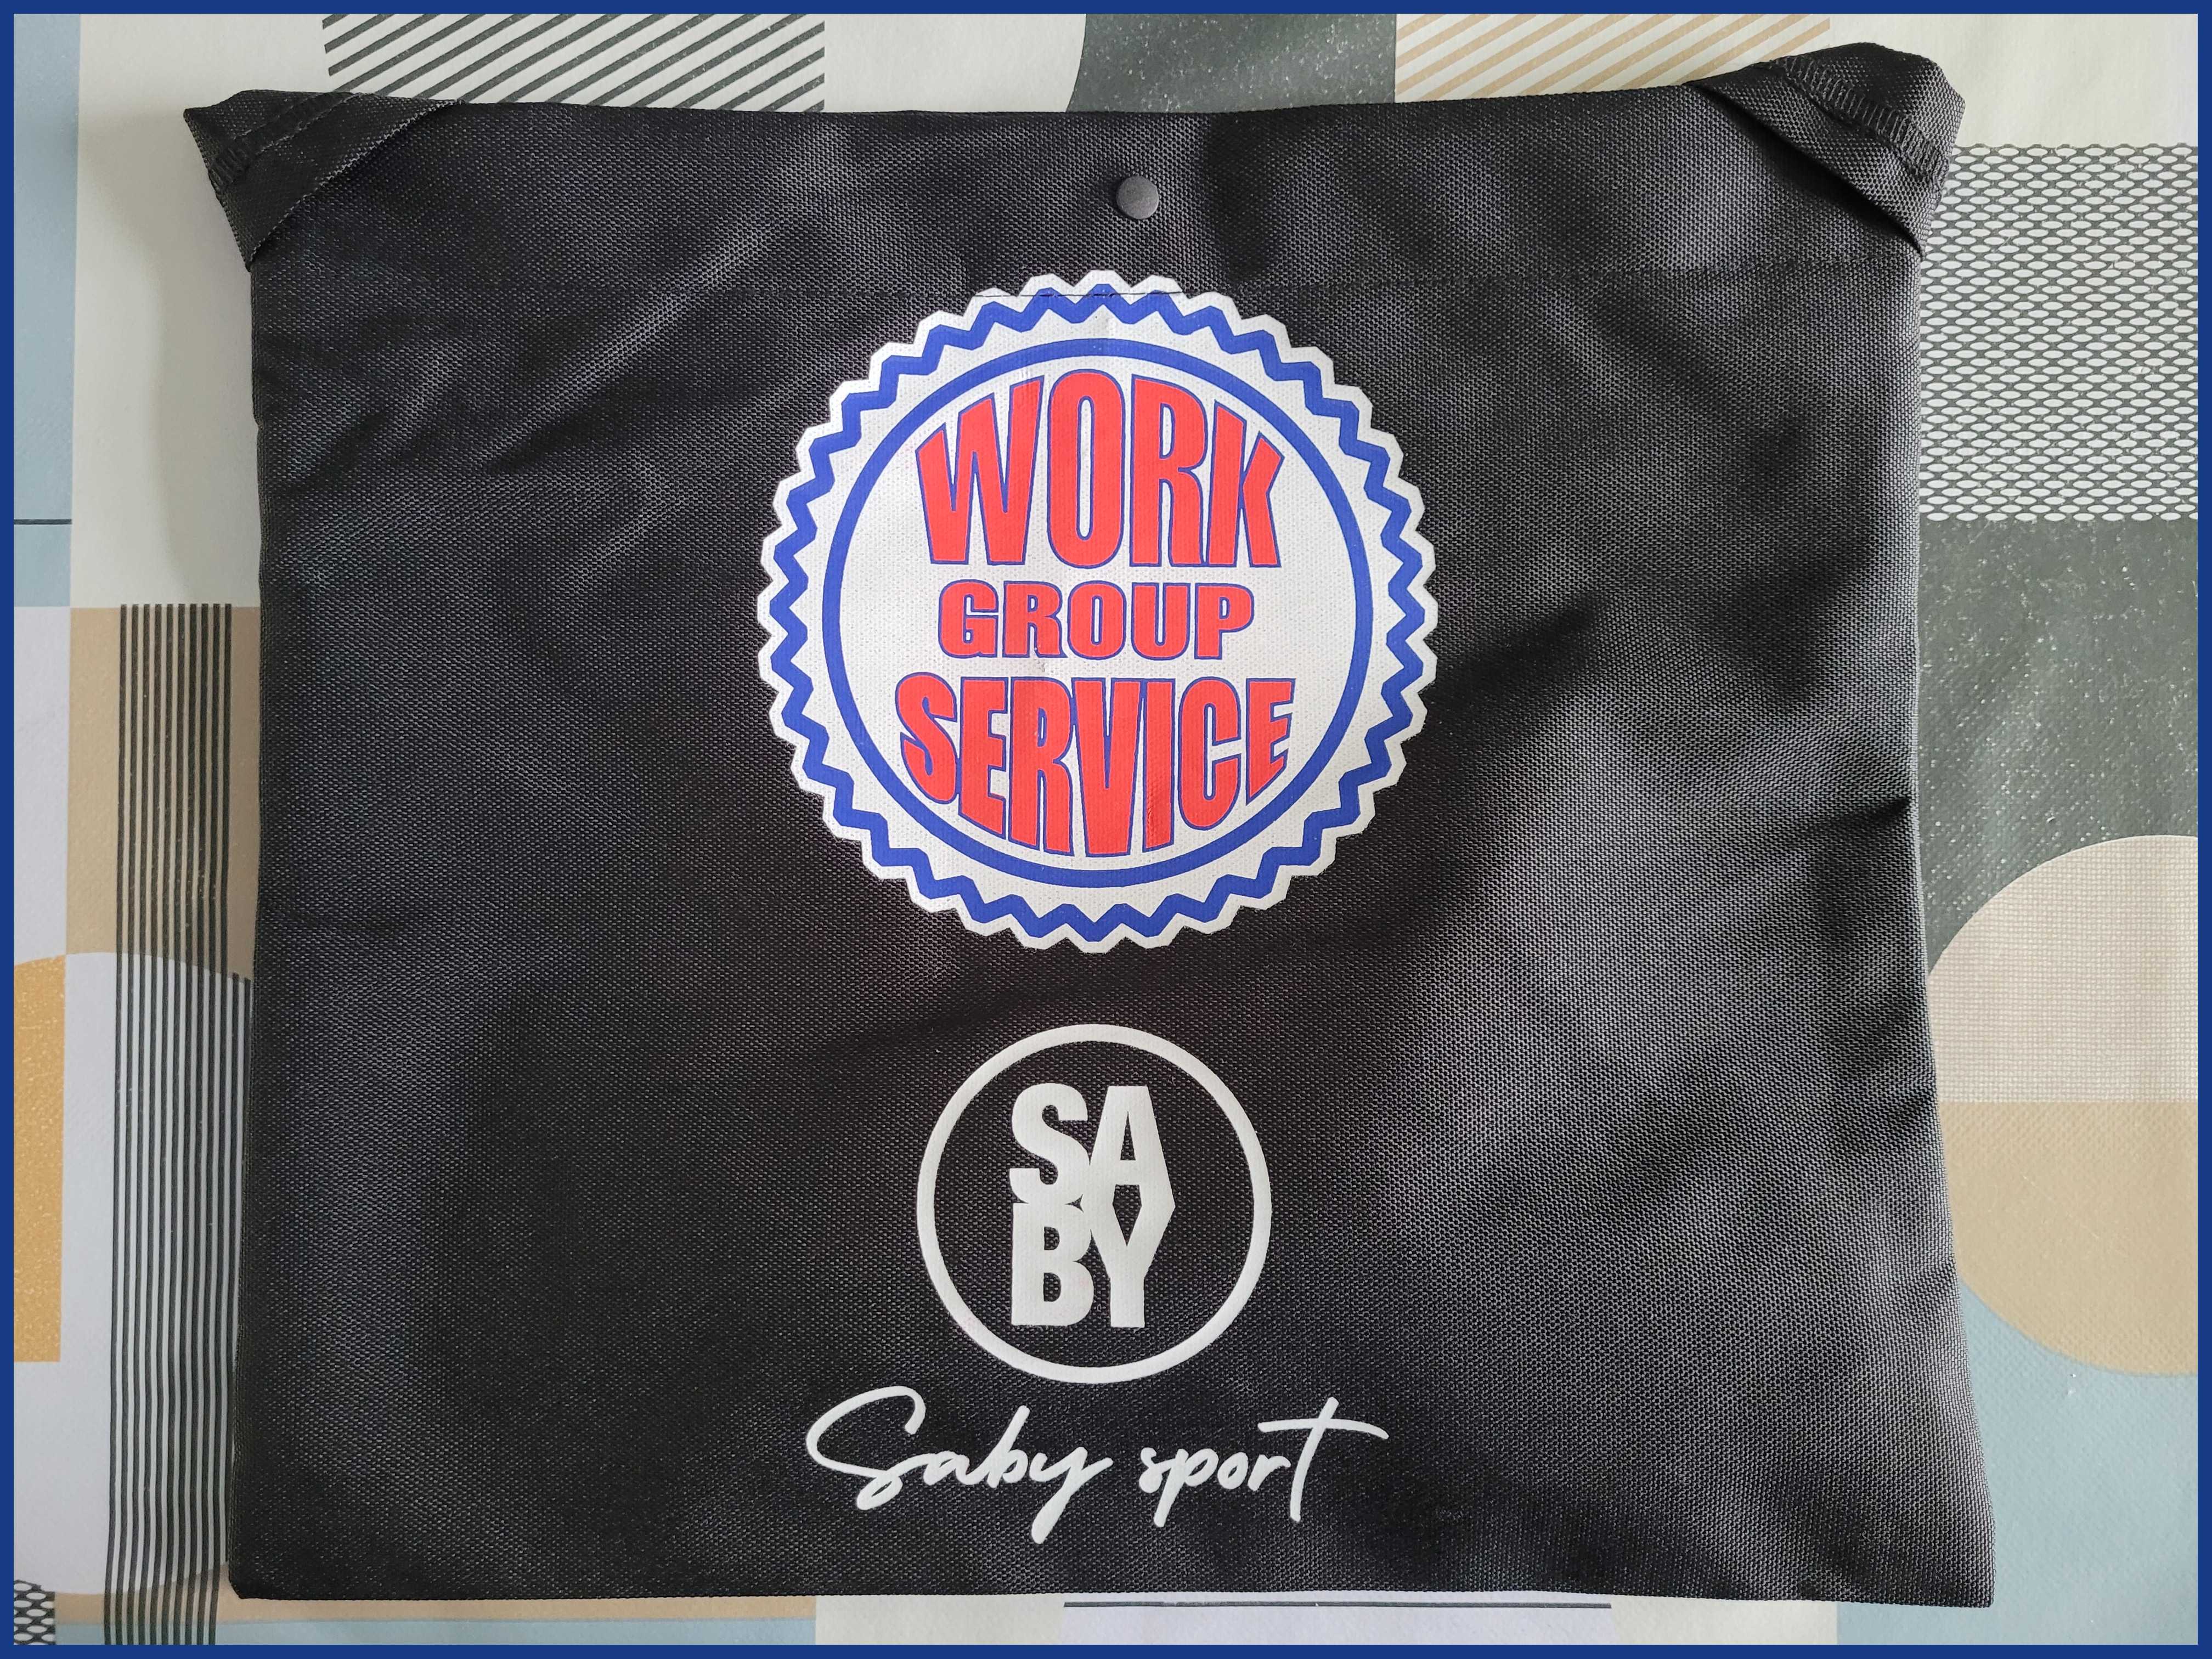 WORK
GROUP
SERVICE
SA
BY
Saby sport